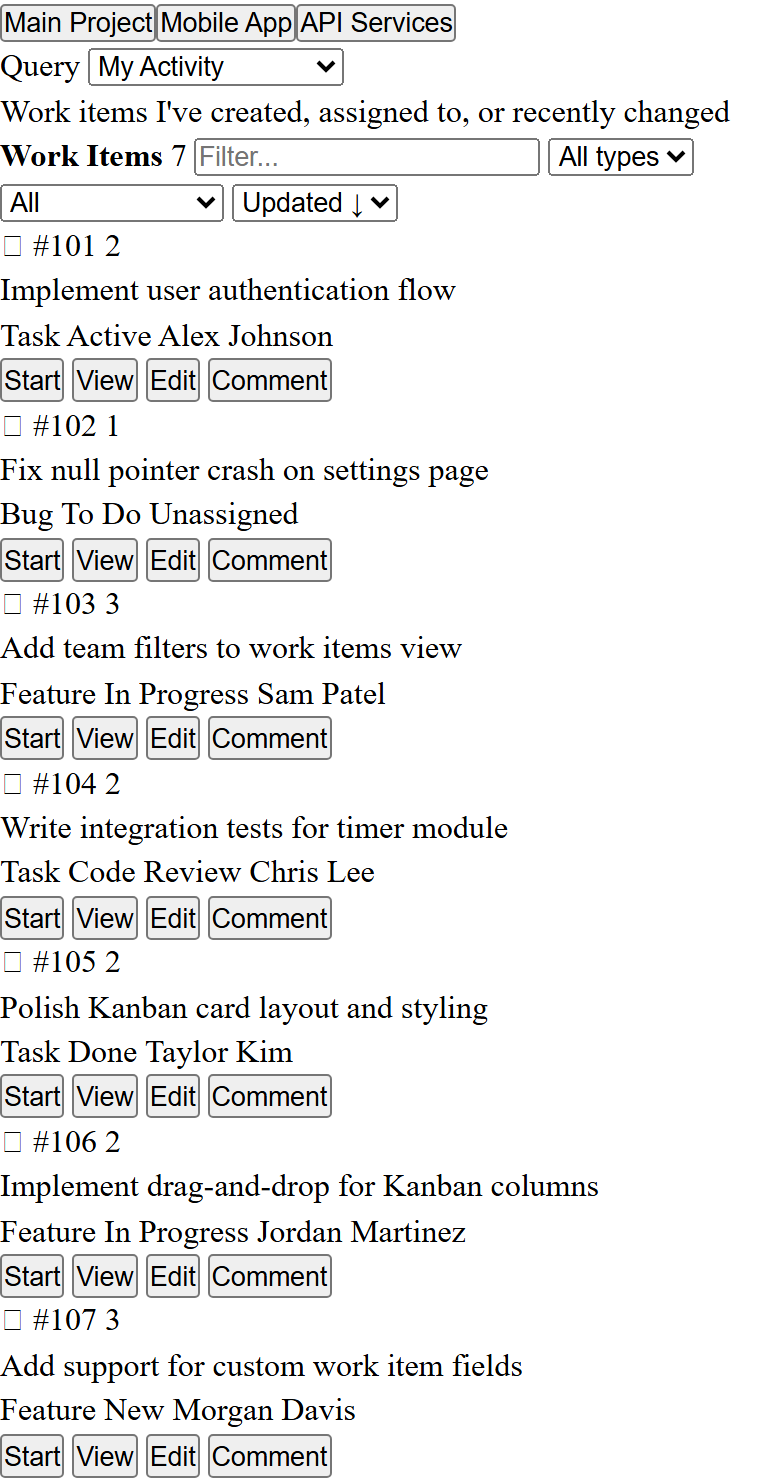 Main Project Mobile App API Services
Query My Activity
Work items I've created, assigned to, or recently changed
Work Items 7 Filter... All types
All Updated ↓
#101 2
Implement user authentication flow
Task Active Alex Johnson
Start View Edit Comment
#102 1
Fix null pointer crash on settings page
Bug To Do Unassigned
Start View Edit Comment
#103 3
Add team filters to work items view
Feature In Progress Sam Patel
Start View Edit Comment
#104 2
Write integration tests for timer module
Task Code Review Chris Lee
Start View Edit Comment
#105 2
Polish Kanban card layout and styling
Task Done Taylor Kim
Start View Edit Comment
#106 2
Implement drag-and-drop for Kanban columns
Feature In Progress Jordan Martinez
Start View Edit Comment
#107 3
Add support for custom work item fields
Feature New Morgan Davis
Start View Edit Comment